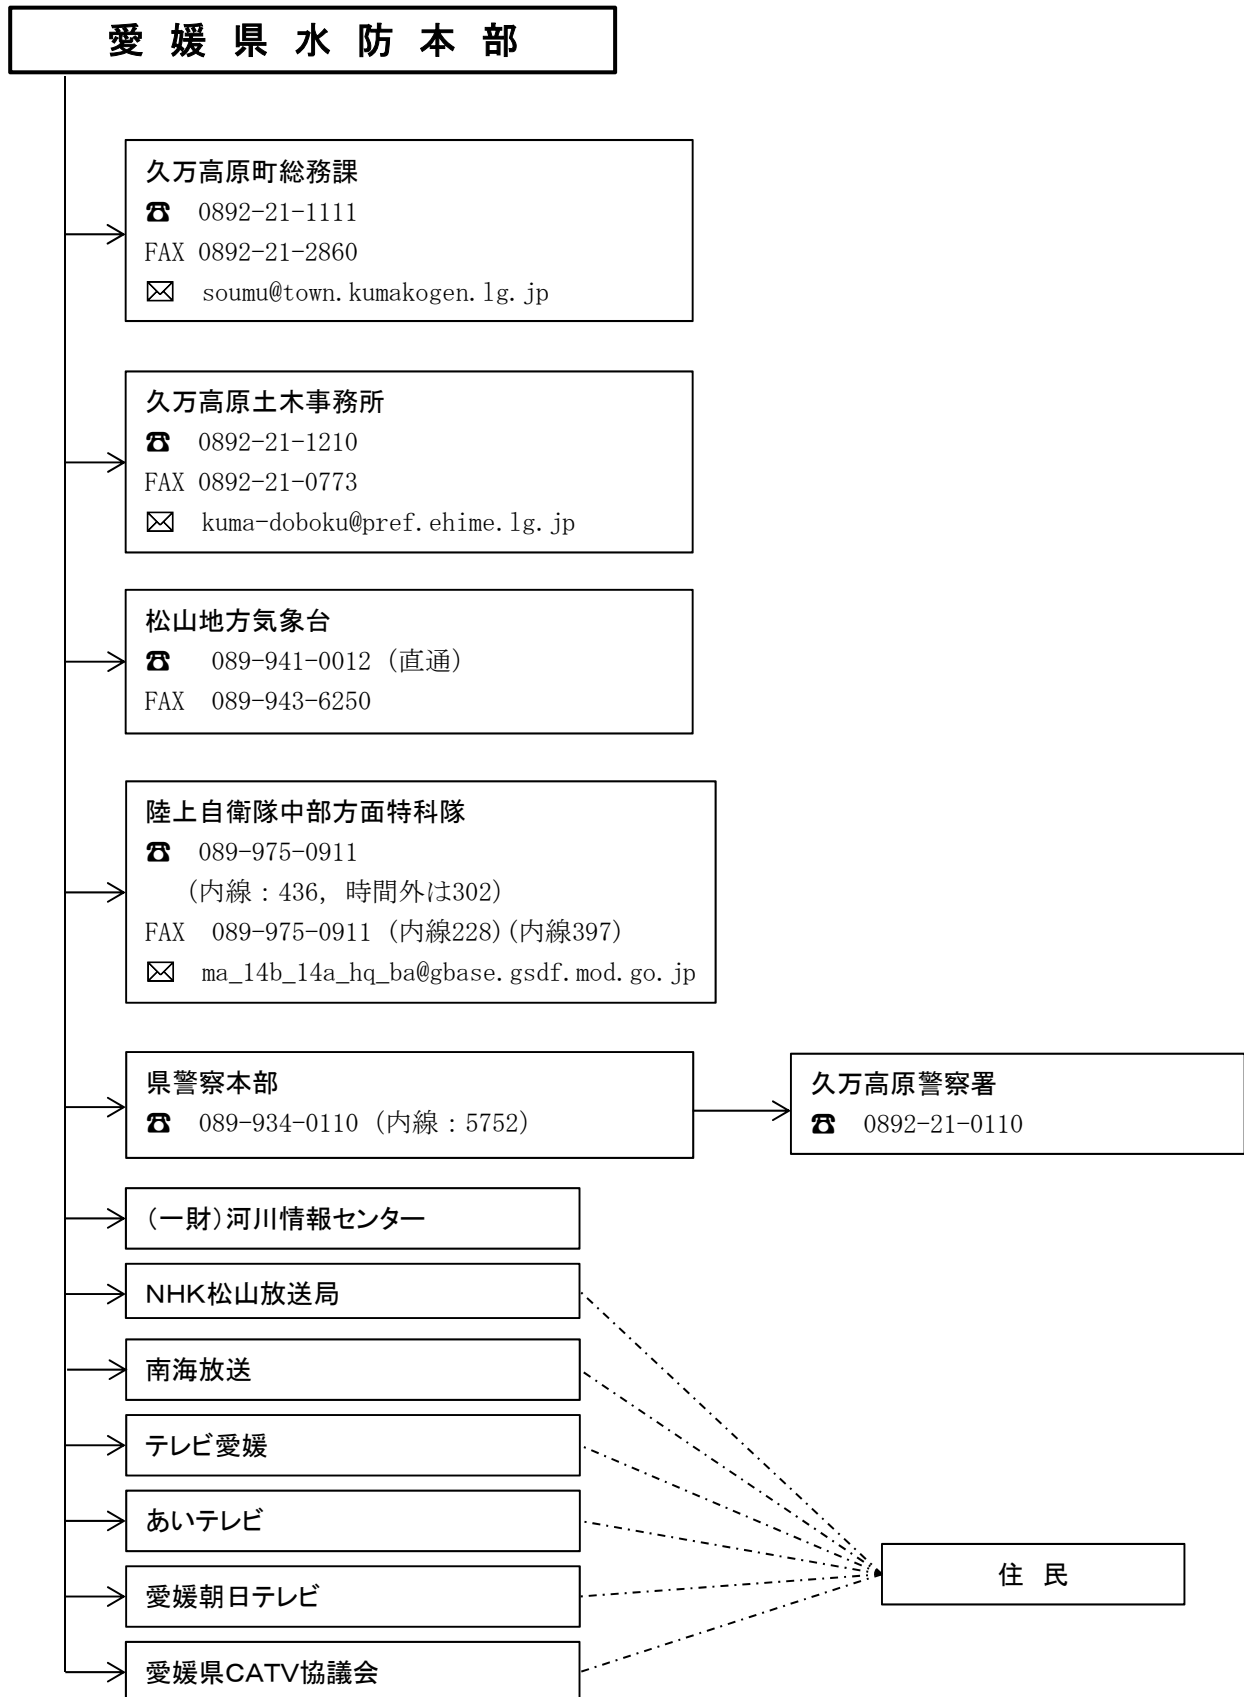 愛媛県水防本部
久万高原町総務課
☎ 0892-21-1111
FAX 0892-21-2860
✉ soumu@town.kumakogen.lg.jp
久万高原土木事務所
☎ 0892-21-1210
FAX 0892-21-0773
✉ kuma-doboku@pref.ehime.lg.jp
松山地方気象台
☎ 089-941-0012（直通）
FAX 089-943-6250
陸上自衛隊中部方面特科隊
☎ 089-975-0911
（内線：436，時間外は302）
FAX 089-975-0911（内線228）（内線397）
✉ ma_14b_14a_hq_ba@gbase.gsdf.mod.go.jp
県警察本部
☎ 089-934-0110（内線：5752）
久万高原警察署
☎ 0892-21-0110
（一財）河川情報センター
NHK松山放送局
南海放送
テレビ愛媛
あいテレビ
愛媛朝日テレビ
住 民
愛媛県CATV協議会